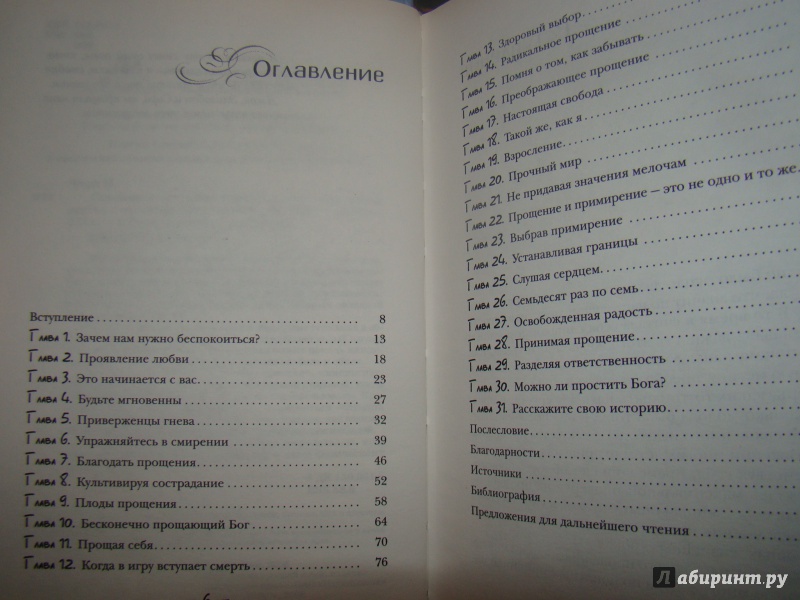 Оглавление
Вступление 8
Глава 1. Зачем нам нужно беспокоиться? 13
Глава 2. Проявление любви 18
Глава 3. Это начинается с вас 23
Глава 4. Будьте мгновенны 27
Глава 5. Приверженцы гнева 32
Глава 6. Упражняйтесь в смирении 39
Глава 7. Благодать прощения 46
Глава 8. Культивируя сострадание 52
Глава 9. Плоды прощения 58
Глава 10. Бесконечно прощающий Бог 64
Глава 11. Прощая себя 70
Глава 12. Когда в игру вступает смерть 76
Глава 13. Здоровый выбор
Глава 14. Радикальное прощение
Глава 15. Помня о том, как забывать
Глава 16. Преображающее прощение
Глава 17. Настоящая свобода
Глава 18. Такой же, как я
Глава 19. Взросление
Глава 20. Прочный мир
Глава 21. Не придавая значения мелочам
Глава 22. Прощение и примирение — это не одно и то же
Глава 23. Выбрав примирение
Глава 24. Устанавливая границы
Глава 25. Слушая сердцем
Глава 26. Семьдесят раз по семь
Глава 27. Освобожденная радость
Глава 28. Принимая прощение
Глава 29. Разделяя ответственность
Глава 30. Можно ли простить Бога?
Глава 31. Расскажите свою историю
Послесловие
Благодарности
Источники
Библиография
Предложения для дальнейшего чтения
Лабиринт.ру